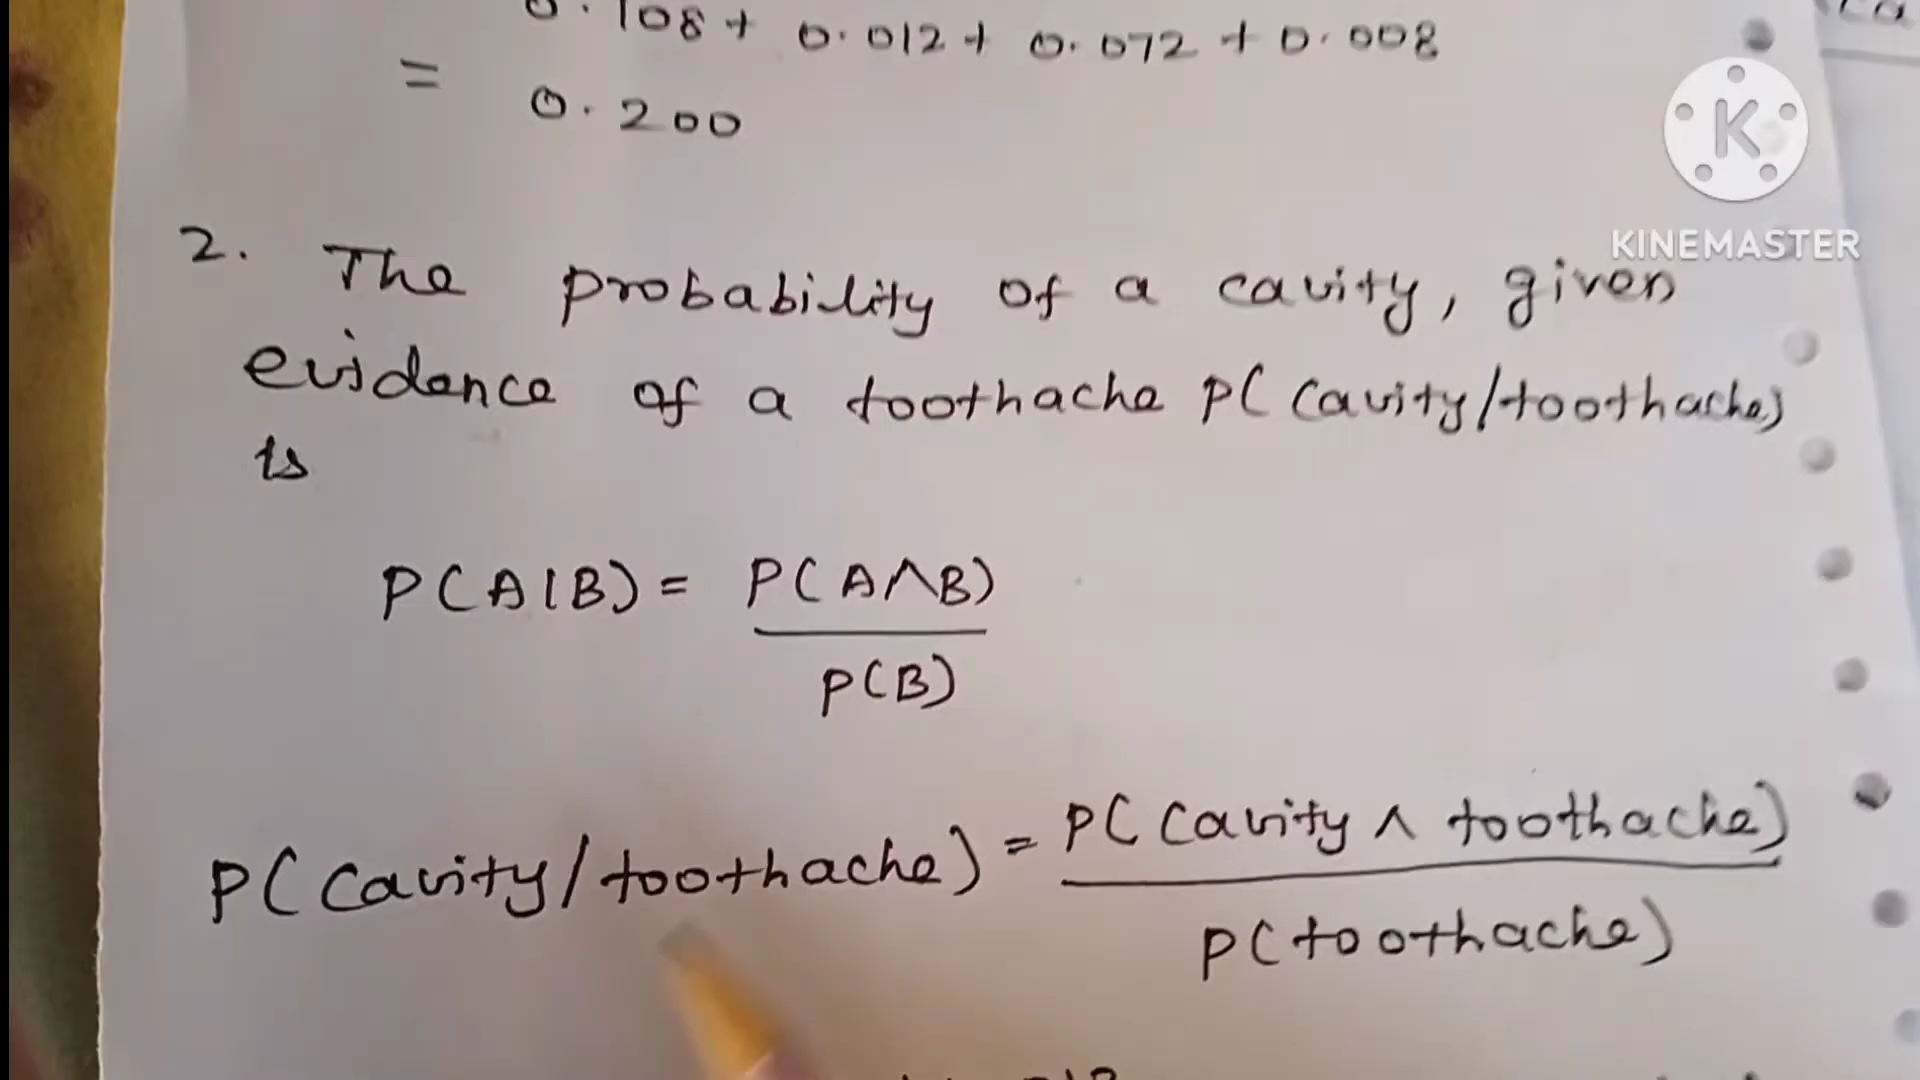 0.108 + 0.012 + 0.072 + 0.008
=
0.200
K
KINEMASTER
2. The probability of a cavity, given
evidence of a toothache P(cavity/toothache)
is
P(A|B) = P(A∧B)
P(B)
P(cavity/toothache) = P(cavity ∧ toothache)
P(toothache)